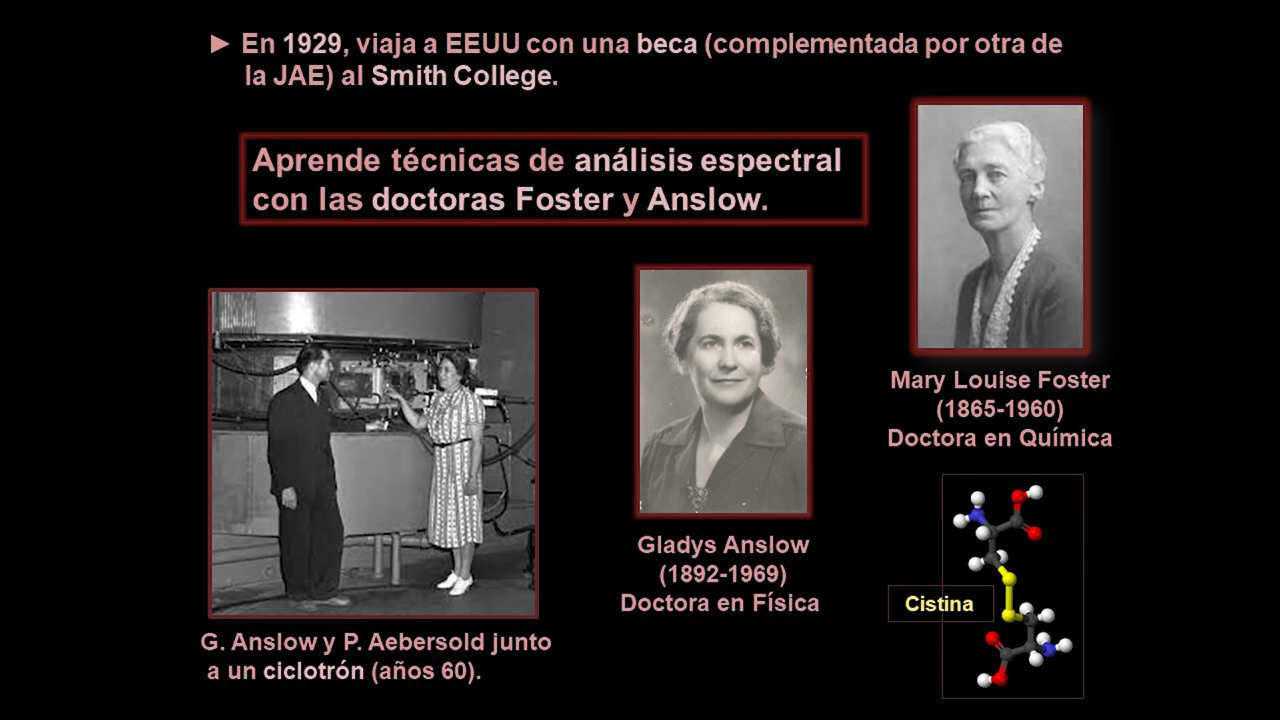 ► En 1929, viaja a EEUU con una beca (complementada por otra de
la JAE) al Smith College.
Aprende técnicas de análisis espectral
con las doctoras Foster y Anslow.
Mary Louise Foster
(1865-1960)
Doctora en Química
Gladys Anslow
(1892-1969)
Doctora en Física
Cistina
G. Anslow y P. Aebersold junto
a un ciclotrón (años 60).